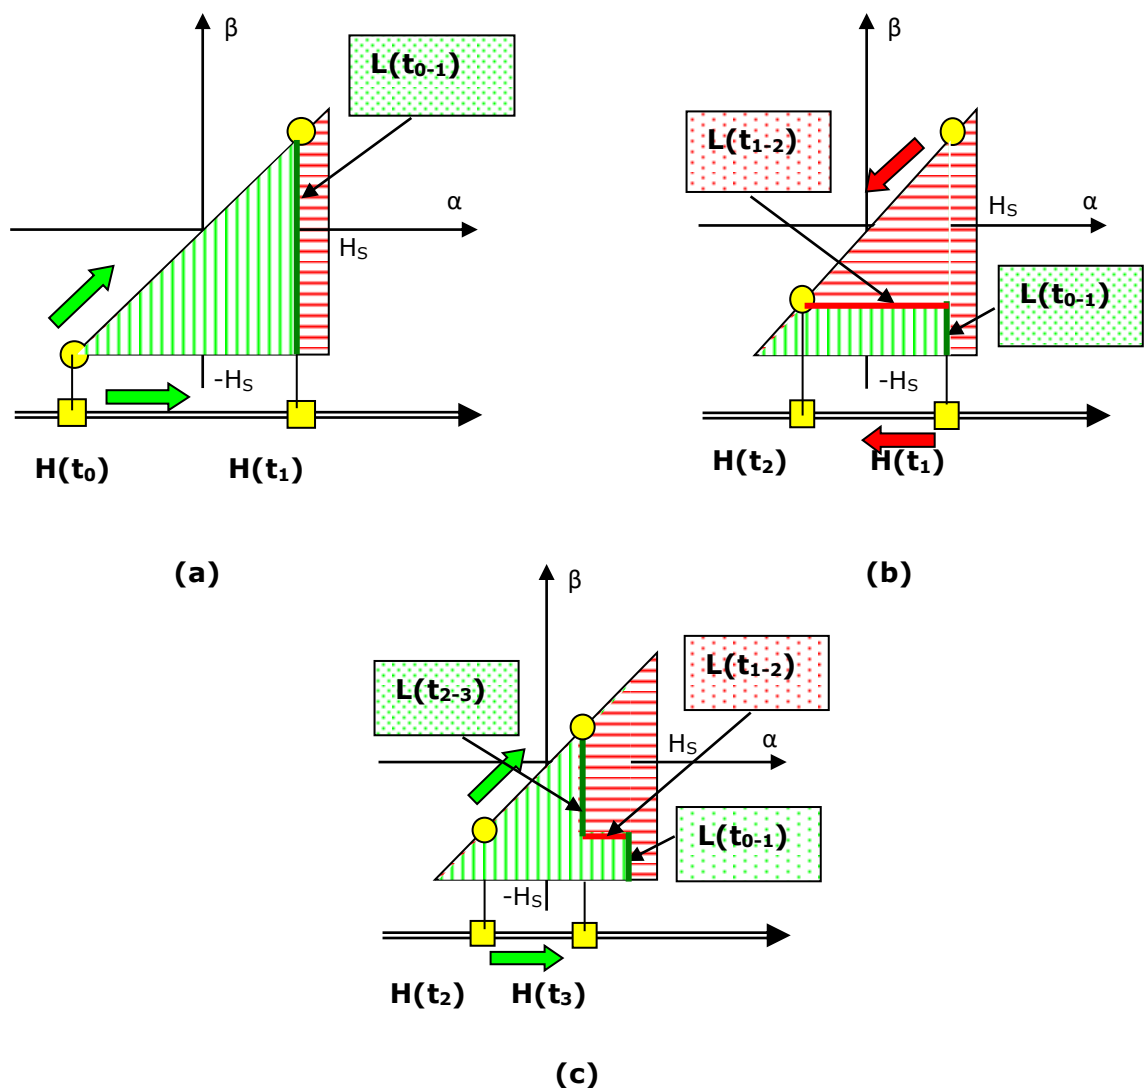 β
L(t₀₋₁)
α
Hₛ
-Hₛ
H(t₀) H(t₁)
(a)
β
L(t₁₋₂)
Hₛ α
L(t₀₋₁)
-Hₛ
H(t₂) H(t₁)
(b)
β
L(t₂₋₃)
L(t₁₋₂)
Hₛ α
L(t₀₋₁)
-Hₛ
H(t₂) H(t₃)
(c)